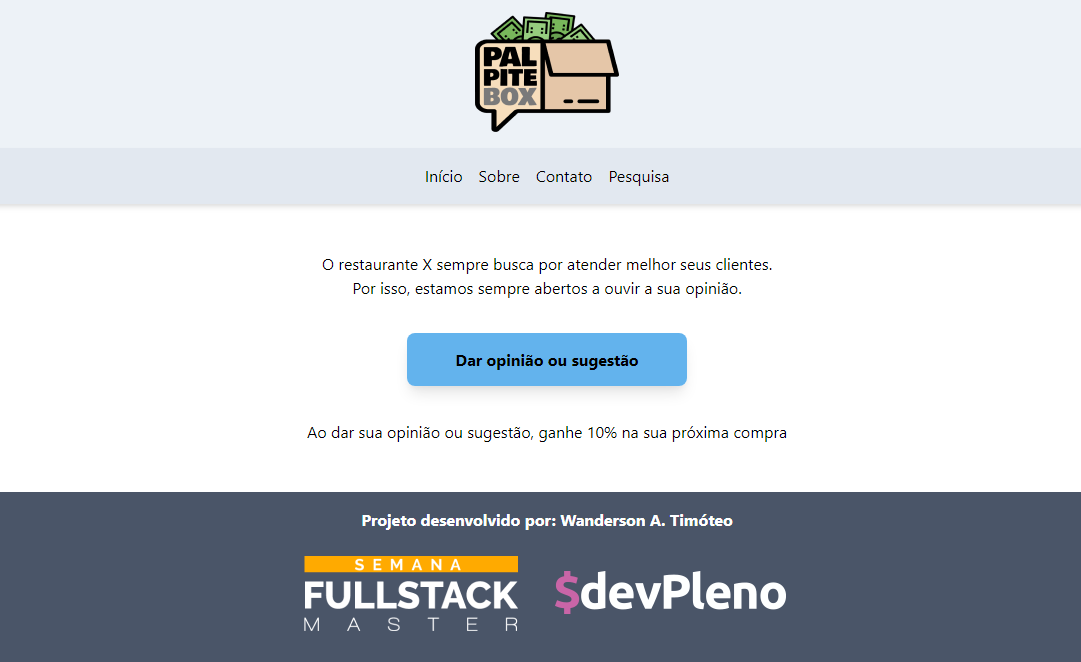 PAL
PITE
BOX
Início Sobre Contato Pesquisa
O restaurante X sempre busca por atender melhor seus clientes.
Por isso, estamos sempre abertos a ouvir a sua opinião.
Dar opinião ou sugestão
Ao dar sua opinião ou sugestão, ganhe 10% na sua próxima compra
Projeto desenvolvido por: Wanderson A. Timóteo
SEMANA
FULLSTACK
MASTER
$devPleno